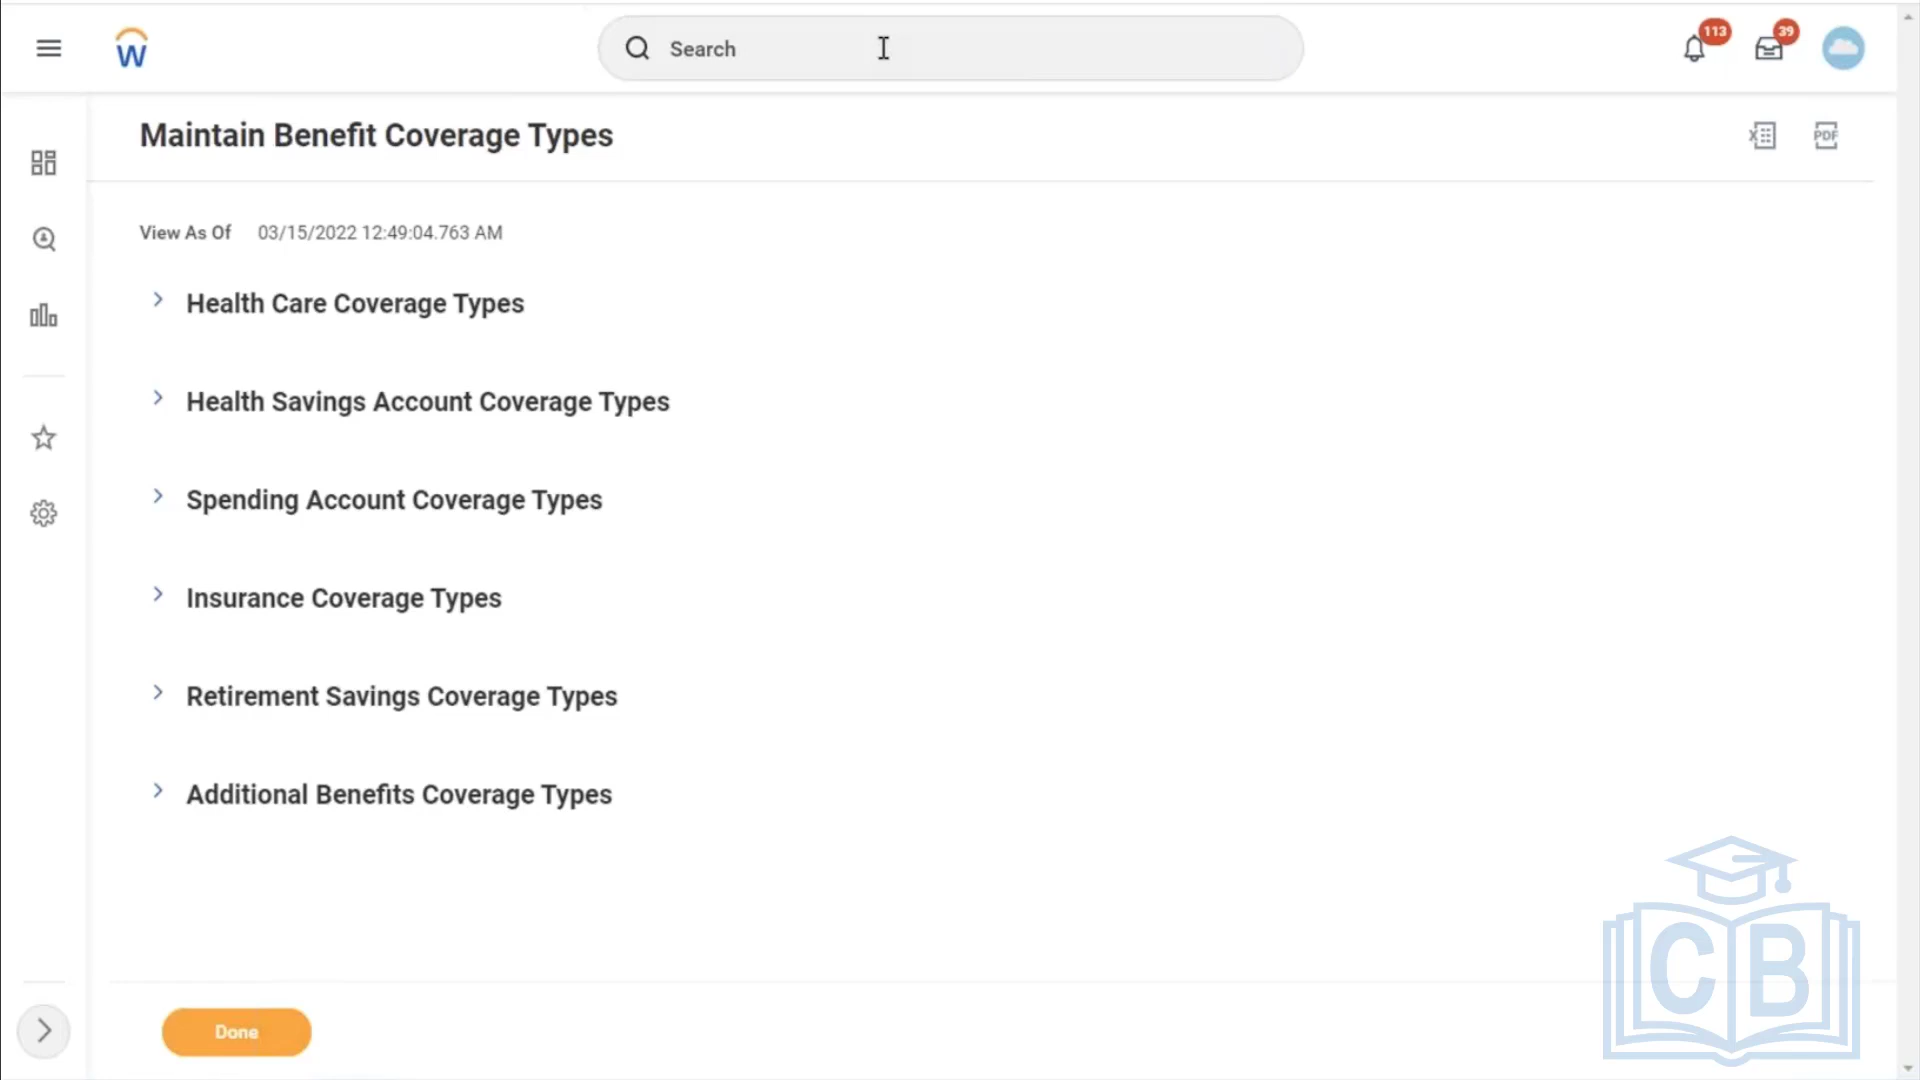 W
Search
113
39
Maintain Benefit Coverage Types
X
PDF
View As Of 03/15/2022 12:49:04.763 AM
Health Care Coverage Types
Health Savings Account Coverage Types
Spending Account Coverage Types
Insurance Coverage Types
Retirement Savings Coverage Types
Additional Benefits Coverage Types
Done
CB